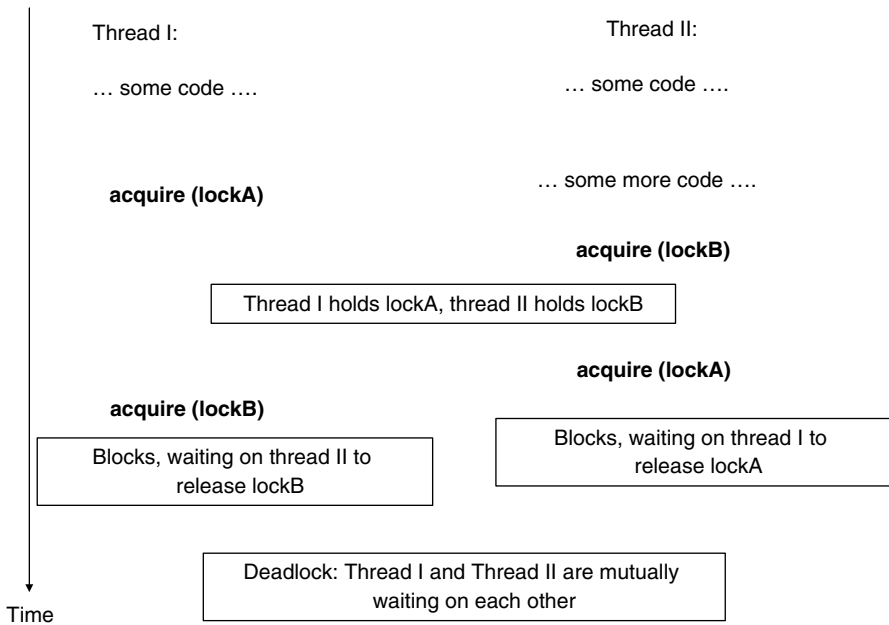 Thread I:
Thread II:
… some code ….
… some code ….
acquire (lockA)
… some more code ….
acquire (lockB)
Thread I holds lockA, thread II holds lockB
acquire (lockA)
acquire (lockB)
Blocks, waiting on thread II to
release lockB
Blocks, waiting on thread I to
release lockA
Deadlock: Thread I and Thread II are mutually
waiting on each other
Time